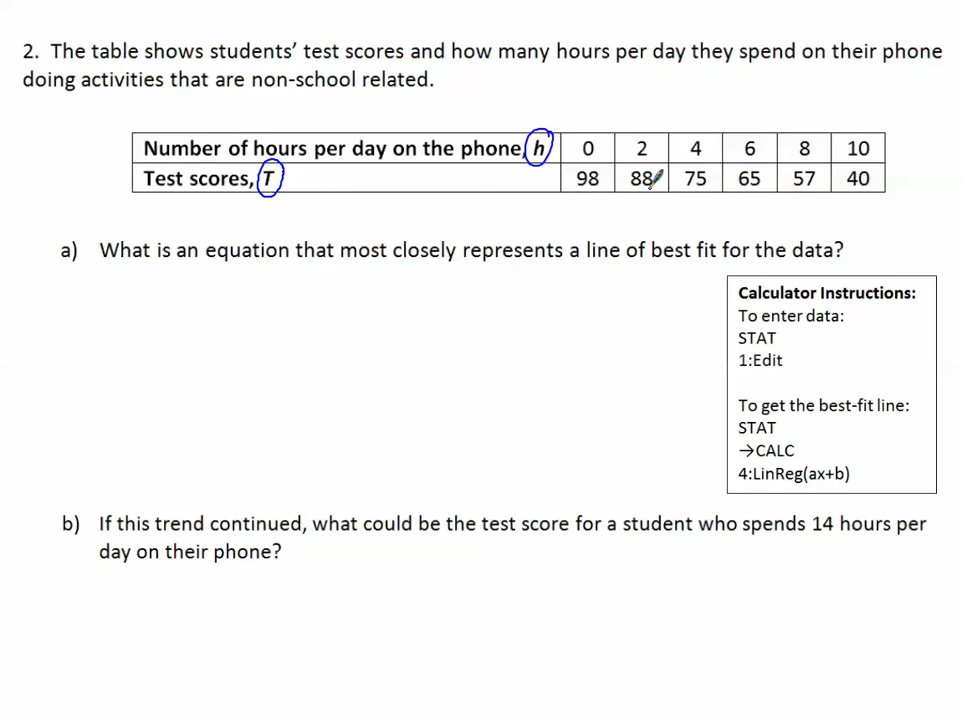 2. The table shows students' test scores and how many hours per day they spend on their phone
doing activities that are non-school related.
Number of hours per day on the phone, h 0 2 4 6 8 10
Test scores, T 98 88 75 65 57 40
a) What is an equation that most closely represents a line of best fit for the data?
Calculator Instructions:
To enter data:
STAT
1:Edit
To get the best-fit line:
STAT
→CALC
4:LinReg(ax+b)
b) If this trend continued, what could be the test score for a student who spends 14 hours per
day on their phone?